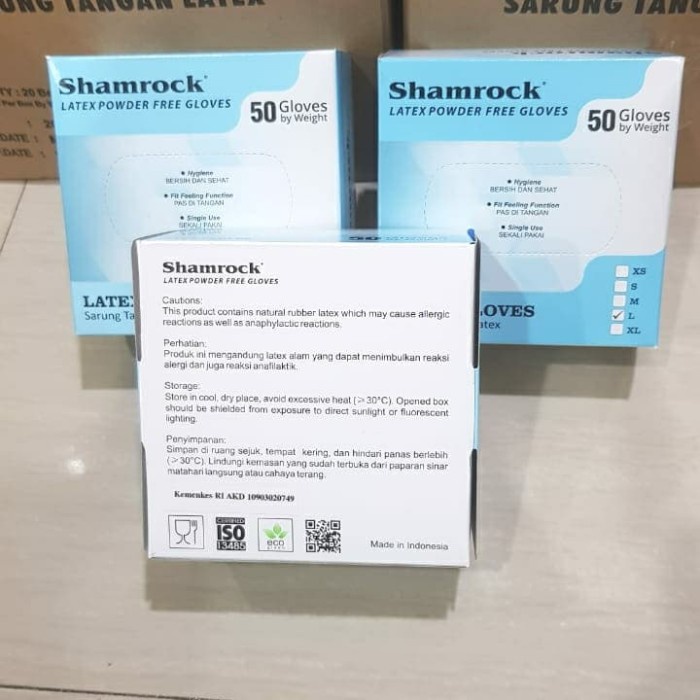 SARUNG TANGAN LATEX
SARUNG TANG
DATE :
DATE :
Shamrock
LATEX POWDER FREE GLOVES
50 Gloves
by Weight
• Hygiene
BERSIH DAN SEHAT
• Fit Feeling Function
PAS DI TANGAN
• Single Use
SEKALI PAKAI
Sarung
Shamrock
LATEX POWDER FREE GLOVES
50 Gloves
by Weight
• Hygiene
BERSIH DAN SEHAT
• Fit Feeling Function
PAS DI TANGAN
• Single Use
SEKALI PAKAI
XS
S
M
L
XL
Shamrock
LATEX POWDER FREE GLOVES
Cautions:
This product contains natural rubber latex which may cause allergic
reactions as well as anaphylactic reactions.
Perhatian:
Produk ini mengandung latex alam yang dapat menimbulkan reaksi
alergi dan juga reaksi anafilaktik.
Storage:
Store in cool, dry place, avoid excessive heat (>30°C). Opened box
should be shielded from exposure to direct sunlight or fluorescent
lighting.
Penyimpanan:
Simpan di ruang sejuk, tempat kering, dan hindari panas berlebih
(>30°C). Lindungi kemasan yang sudah terbuka dari paparan sinar
matahari langsung atau cahaya terang.
Kemenkes RI AKD 10903020749
CERTIFIED
ISO
13485
eco
Made in Indonesia